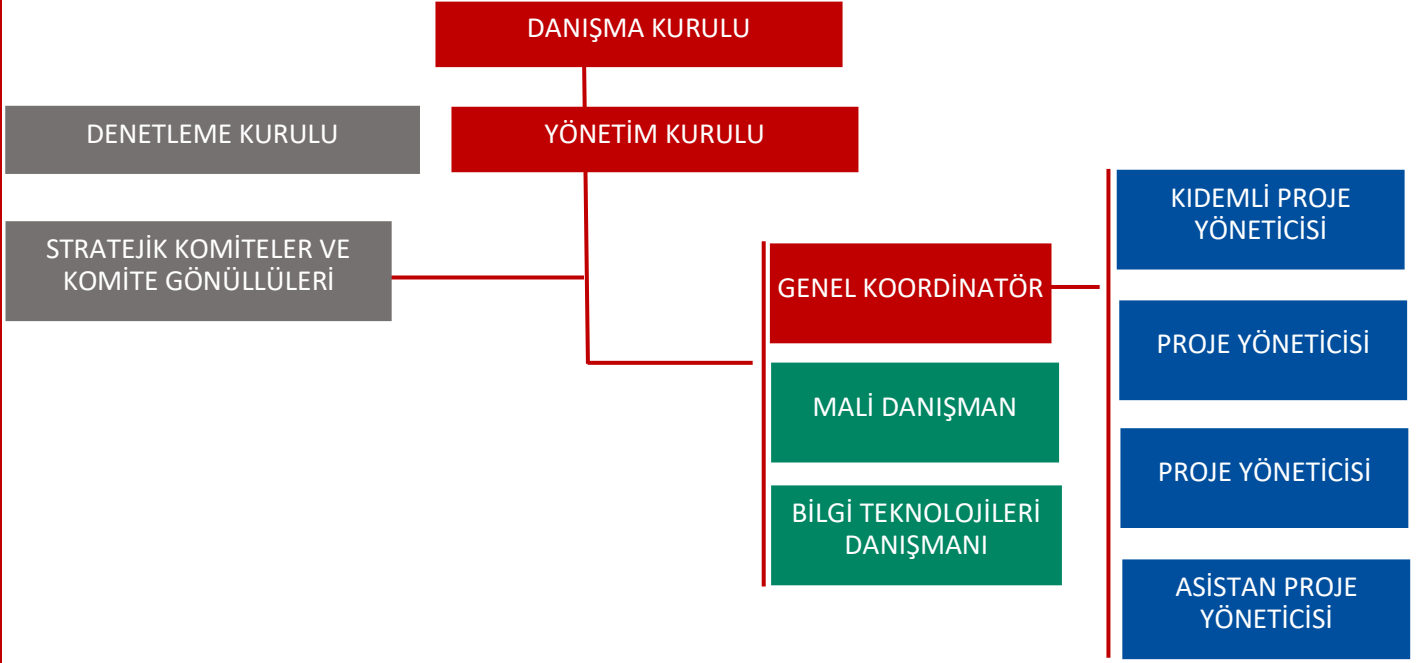 DANIŞMA KURULU
DENETLEME KURULU
YÖNETİM KURULU
STRATEJİK KOMİTELER VE
KOMİTE GÖNÜLLÜLERİ
GENEL KOORDİNATÖR
MALİ DANIŞMAN
BİLGİ TEKNOLOJİLERİ
DANIŞMANI
KIDEMLİ PROJE
YÖNETİCİSİ
PROJE YÖNETİCİSİ
PROJE YÖNETİCİSİ
ASİSTAN PROJE
YÖNETİCİSİ